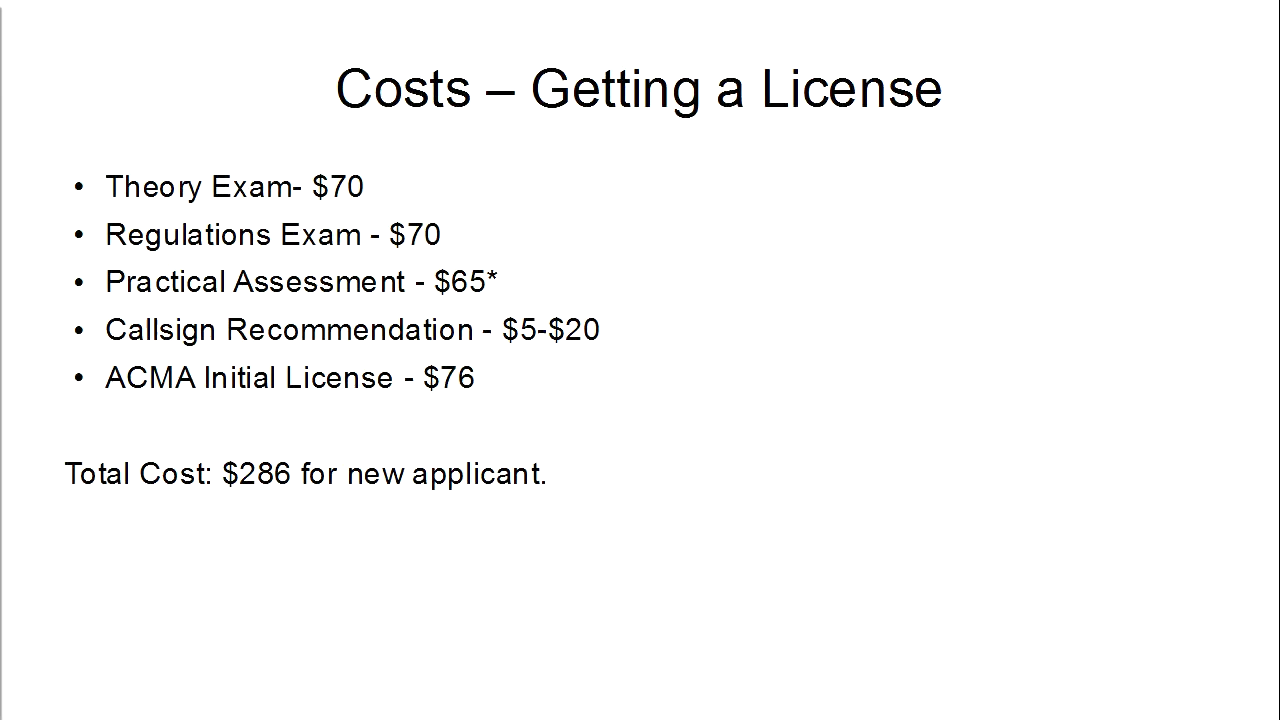 Costs – Getting a License
• Theory Exam- $70
• Regulations Exam - $70
• Practical Assessment - $65*
• Callsign Recommendation - $5-$20
• ACMA Initial License - $76
Total Cost: $286 for new applicant.